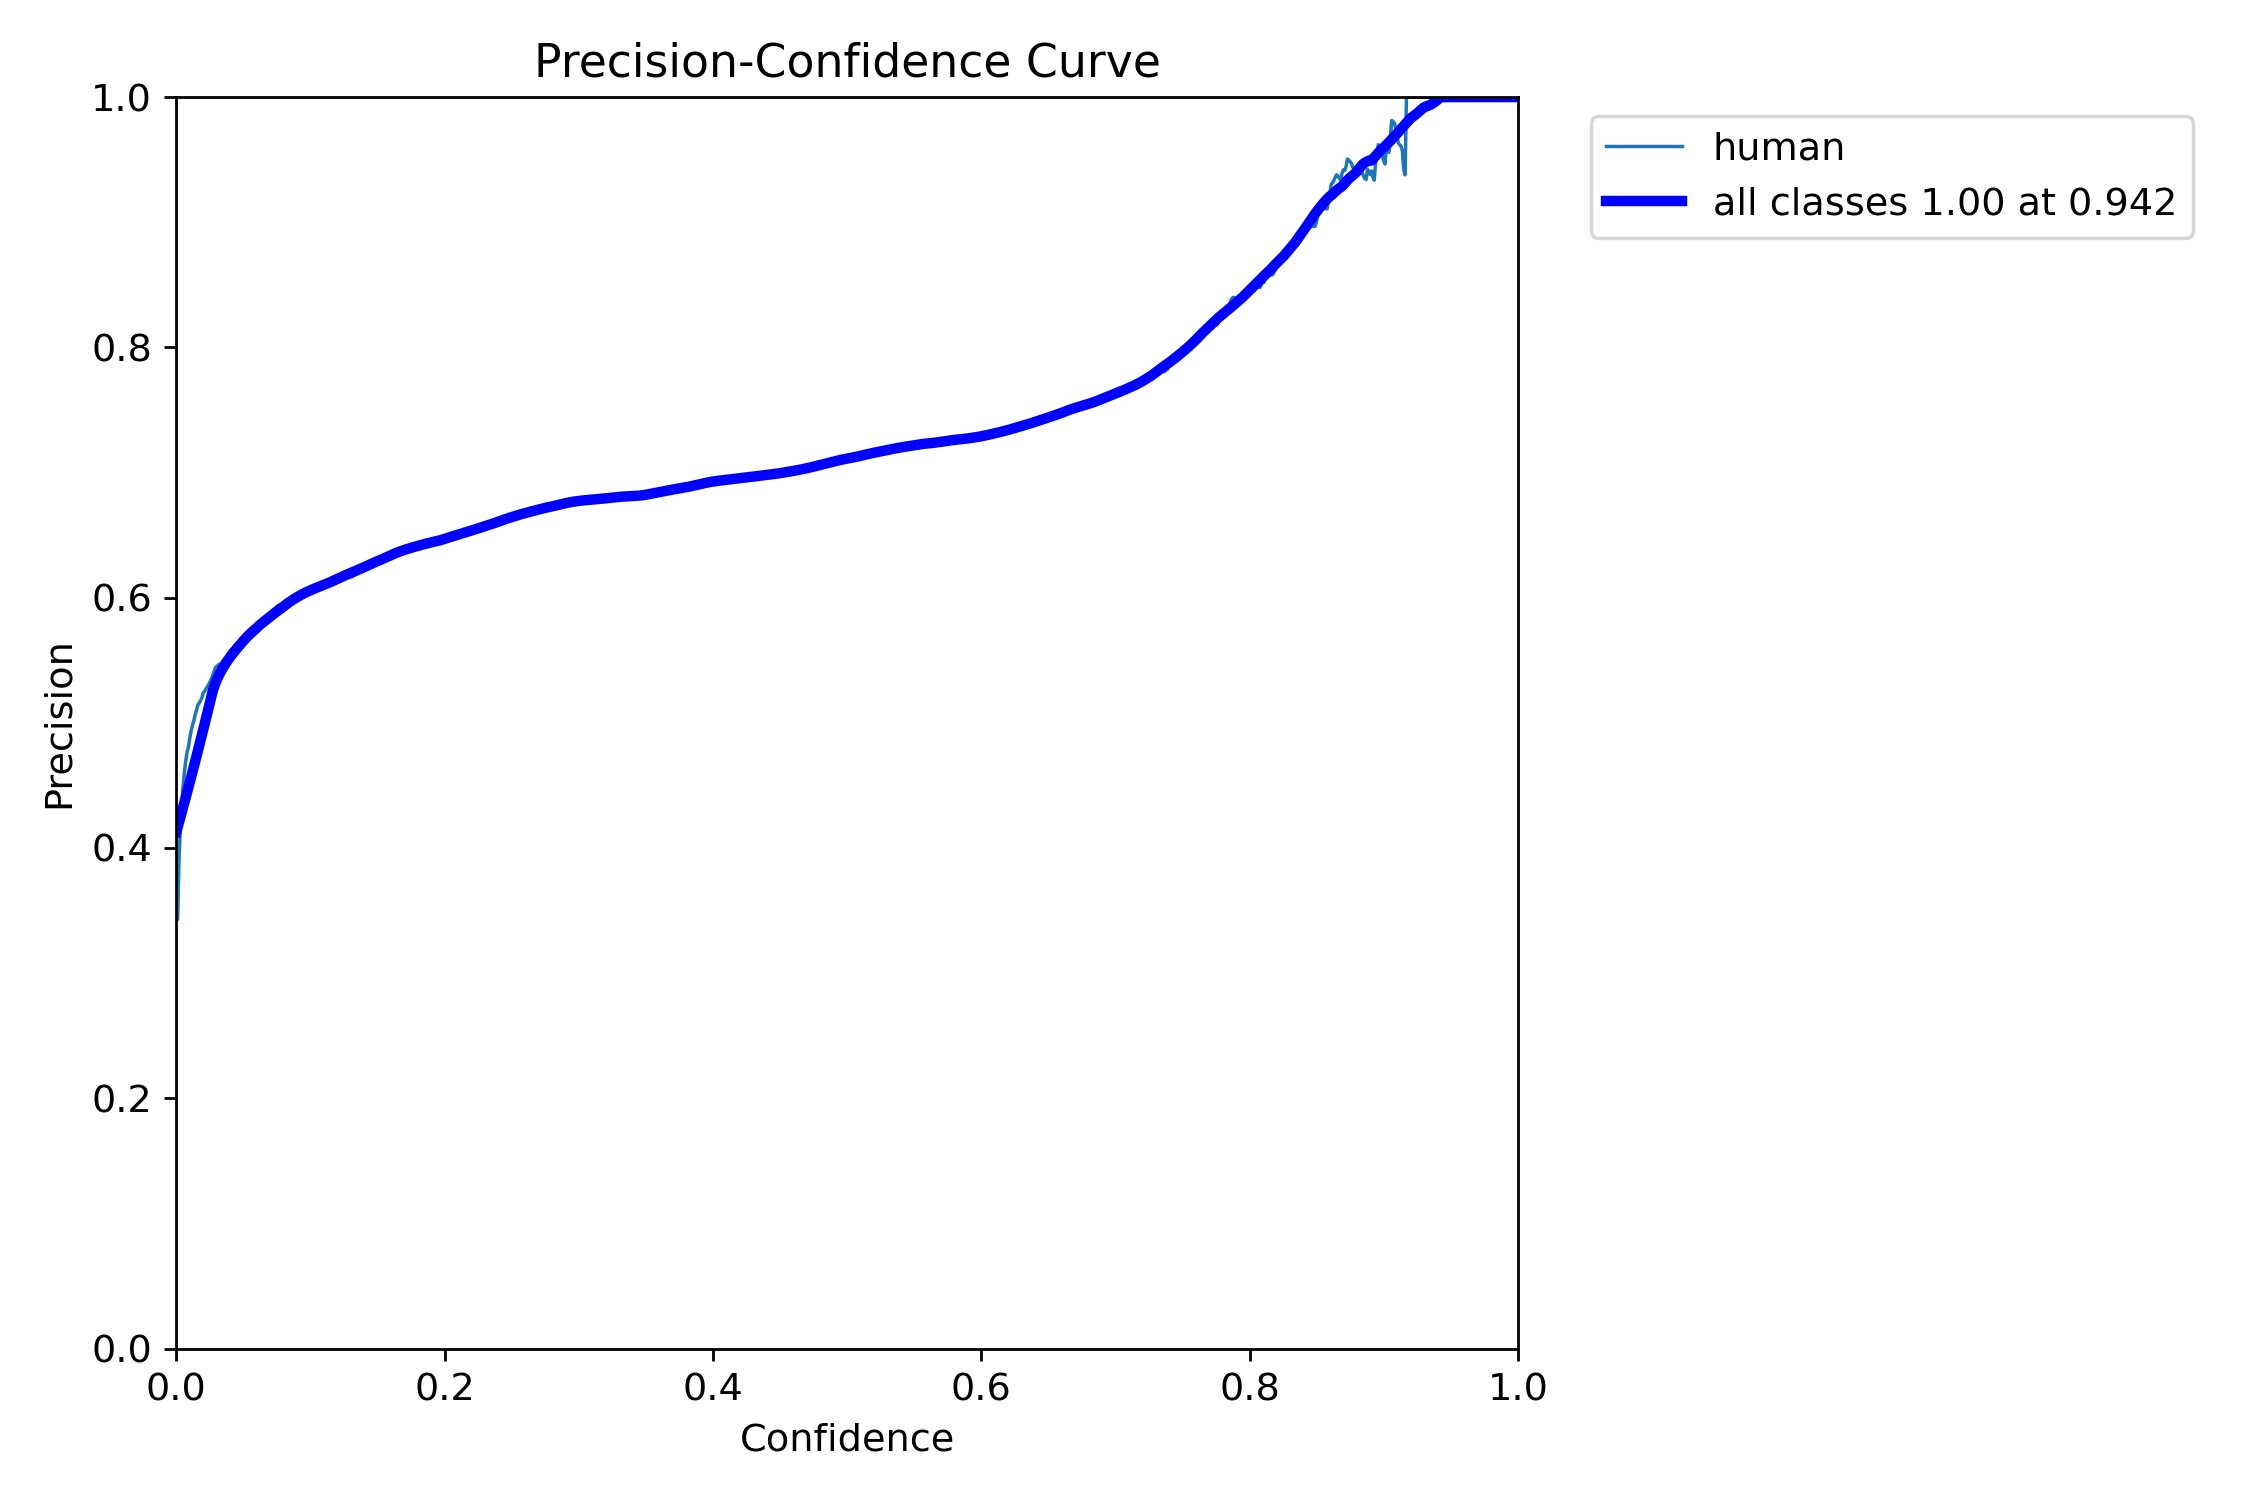 Precision-Confidence Curve
1.0
0.8
0.6
0.4
0.2
0.0
Precision
0.0 0.2 0.4 0.6 0.8 1.0
Confidence
human
all classes 1.00 at 0.942